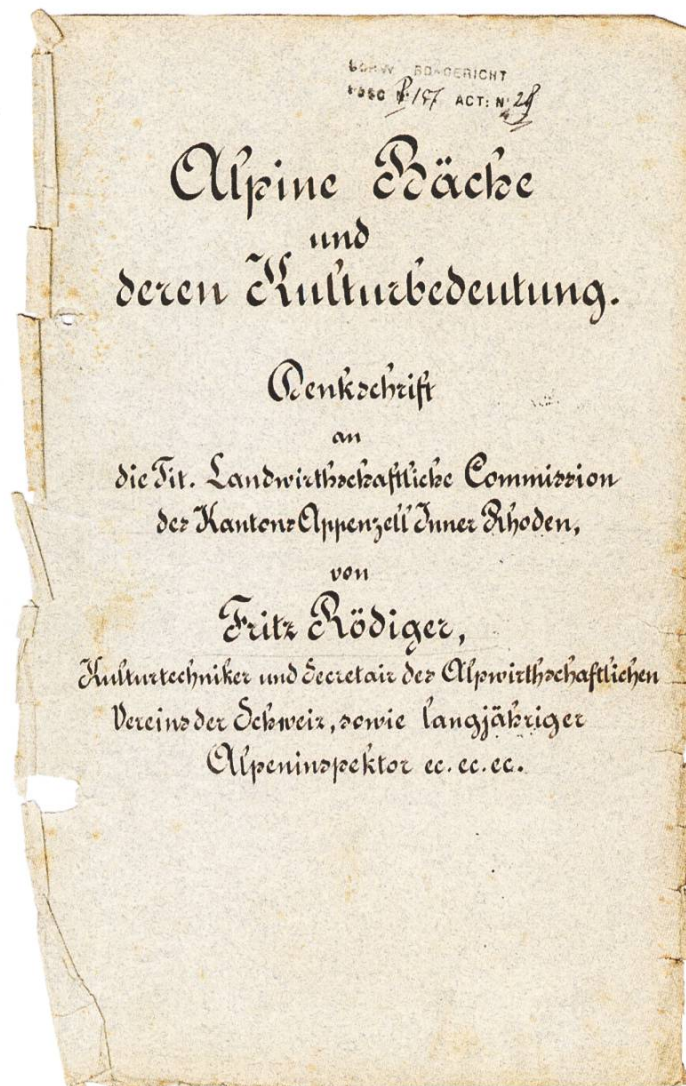 ACT: N° 29
Alpine Bäche
und
deren Kulturbedeutung.
Denkschrift
an
die Tit. Landwirthschaftliche Commission
des Kantons Appenzell Inner Rhoden,
von
Fritz Rödiger,
Kulturtechniker und Secretair des Alpwirthschaftlichen
Vereins der Schweiz, sowie langjähriger
Alpeninspektor ec. ec. ec.